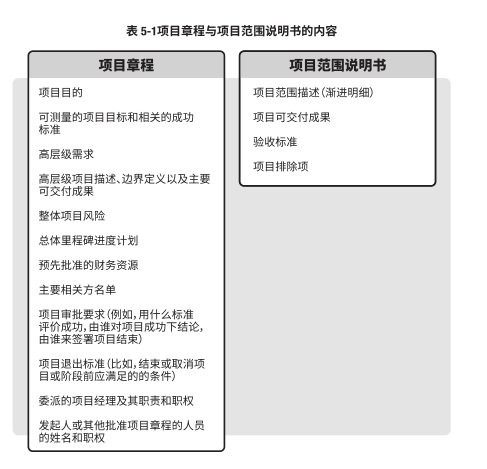 表 5-1项目章程与项目范围说明书的内容
项目章程
项目目的
可测量的项目目标和相关的成功
标准
高层级需求
高层级项目描述、边界定义以及主要
可交付成果
整体项目风险
总体里程碑进度计划
预先批准的财务资源
主要相关方名单
项目审批要求（例如，用什么标准
评价成功，由谁对项目成功下结论，
由谁来签署项目结束）
项目退出标准（比如，结束或取消项
目或阶段前应满足的的条件）
委派的项目经理及其职责和职权
发起人或其他批准项目章程的人员
的姓名和职权
项目范围说明书
项目范围描述（渐进明细）
项目可交付成果
验收标准
项目排除项